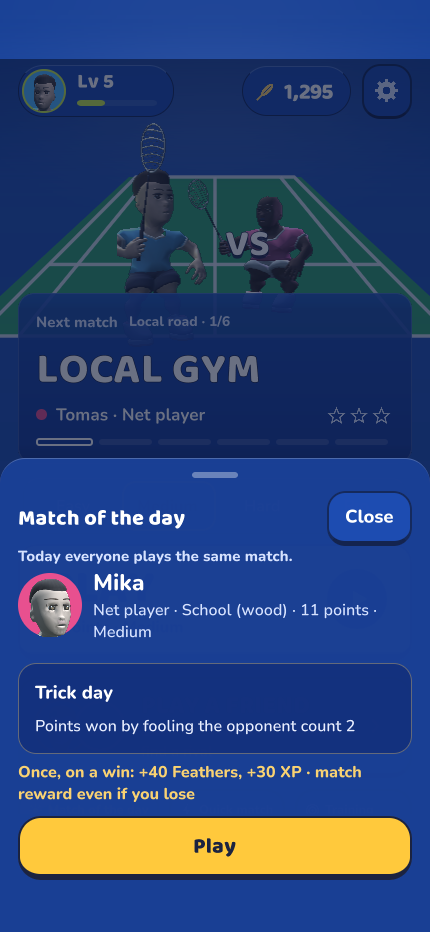 Lv 5
1,295
VS
Next match Local road · 1/6
LOCAL GYM
Tomas · Net player
Match of the day
Close
Today everyone plays the same match.
Mika
Net player · School (wood) · 11 points ·
Medium
Trick day
Points won by fooling the opponent count 2
Once, on a win: +40 Feathers, +30 XP · match
reward even if you lose
Play